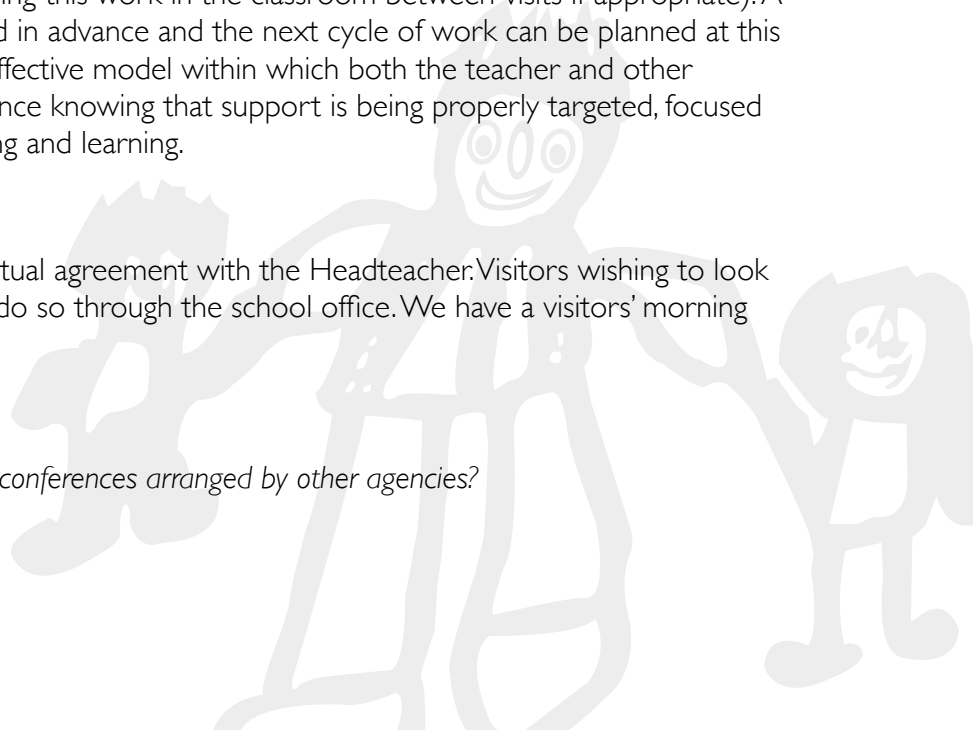 ing this work in the classroom between visits if appropriate). A
d in advance and the next cycle of work can be planned at this
ffective model within which both the teacher and other
nce knowing that support is being properly targeted, focused
ng and learning.
tual agreement with the Headteacher. Visitors wishing to look
do so through the school office. We have a visitors’ morning
conferences arranged by other agencies?